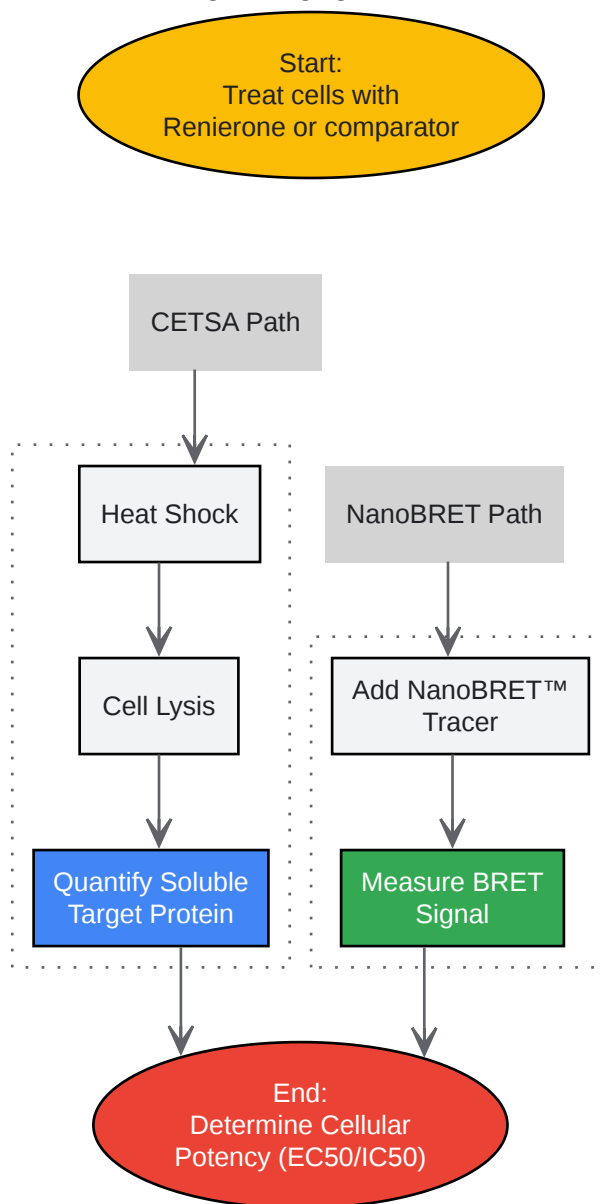 Start:
Treat cells with
Renierone or comparator
CETSA Path
Heat Shock
NanoBRET Path
Cell Lysis
Add NanoBRET™
Tracer
Quantify Soluble
Target Protein
Measure BRET
Signal
End:
Determine Cellular
Potency (EC50/IC50)